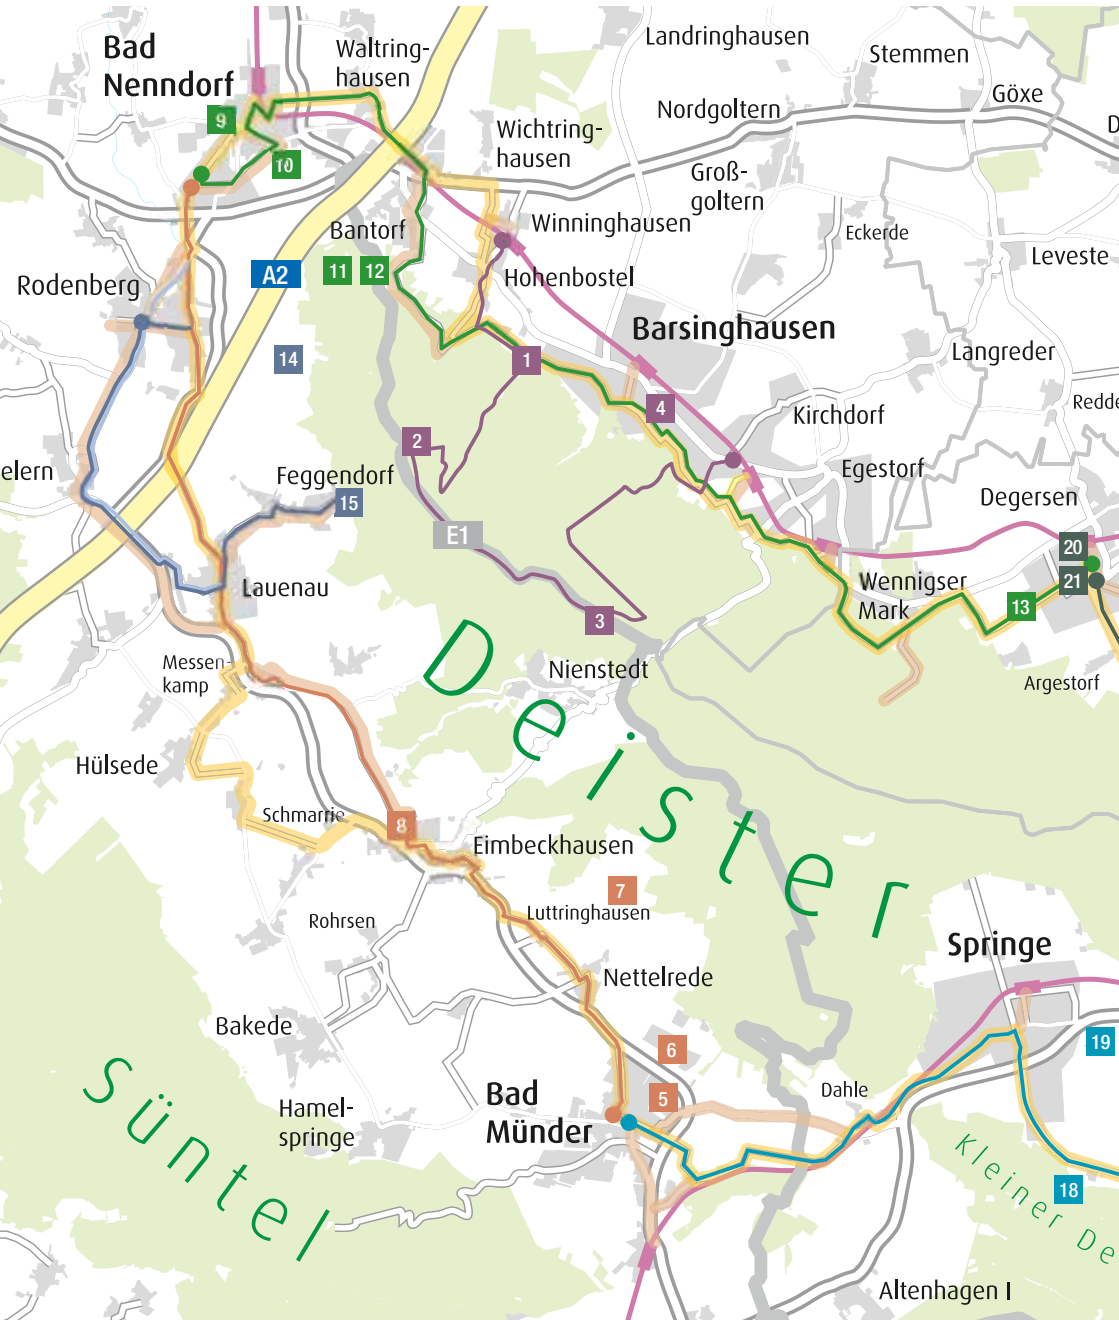 Bad
Nenndorf
Waltring-
hausen
Landringhausen
Stemmen
Göxe
Nordgoltern
Wichtring-
hausen
Groß-
goltern
9
10
Bantorf
Winninghausen
Eckerde
Leveste
11
12
A2
Hohenbostel
Rodenberg
Barsinghausen
Langreder
14
1
4
Kirchdorf
Redde
2
Egestorf
elern
Feggendorf
15
Degersen
E1
20
21
Lauenau
Wennigser
Mark
13
3
Messen-
kamp
Nienstedt
Argestorf
Deister
Hülsede
Schmarrie
8
Eimbeckhausen
7
Luttringhausen
Rohrsen
Springe
Nettelrede
Bakede
6
19
5
Bad
Münder
Dahle
Hamel-
springe
Süntel
Kleiner De
18
Altenhagen I